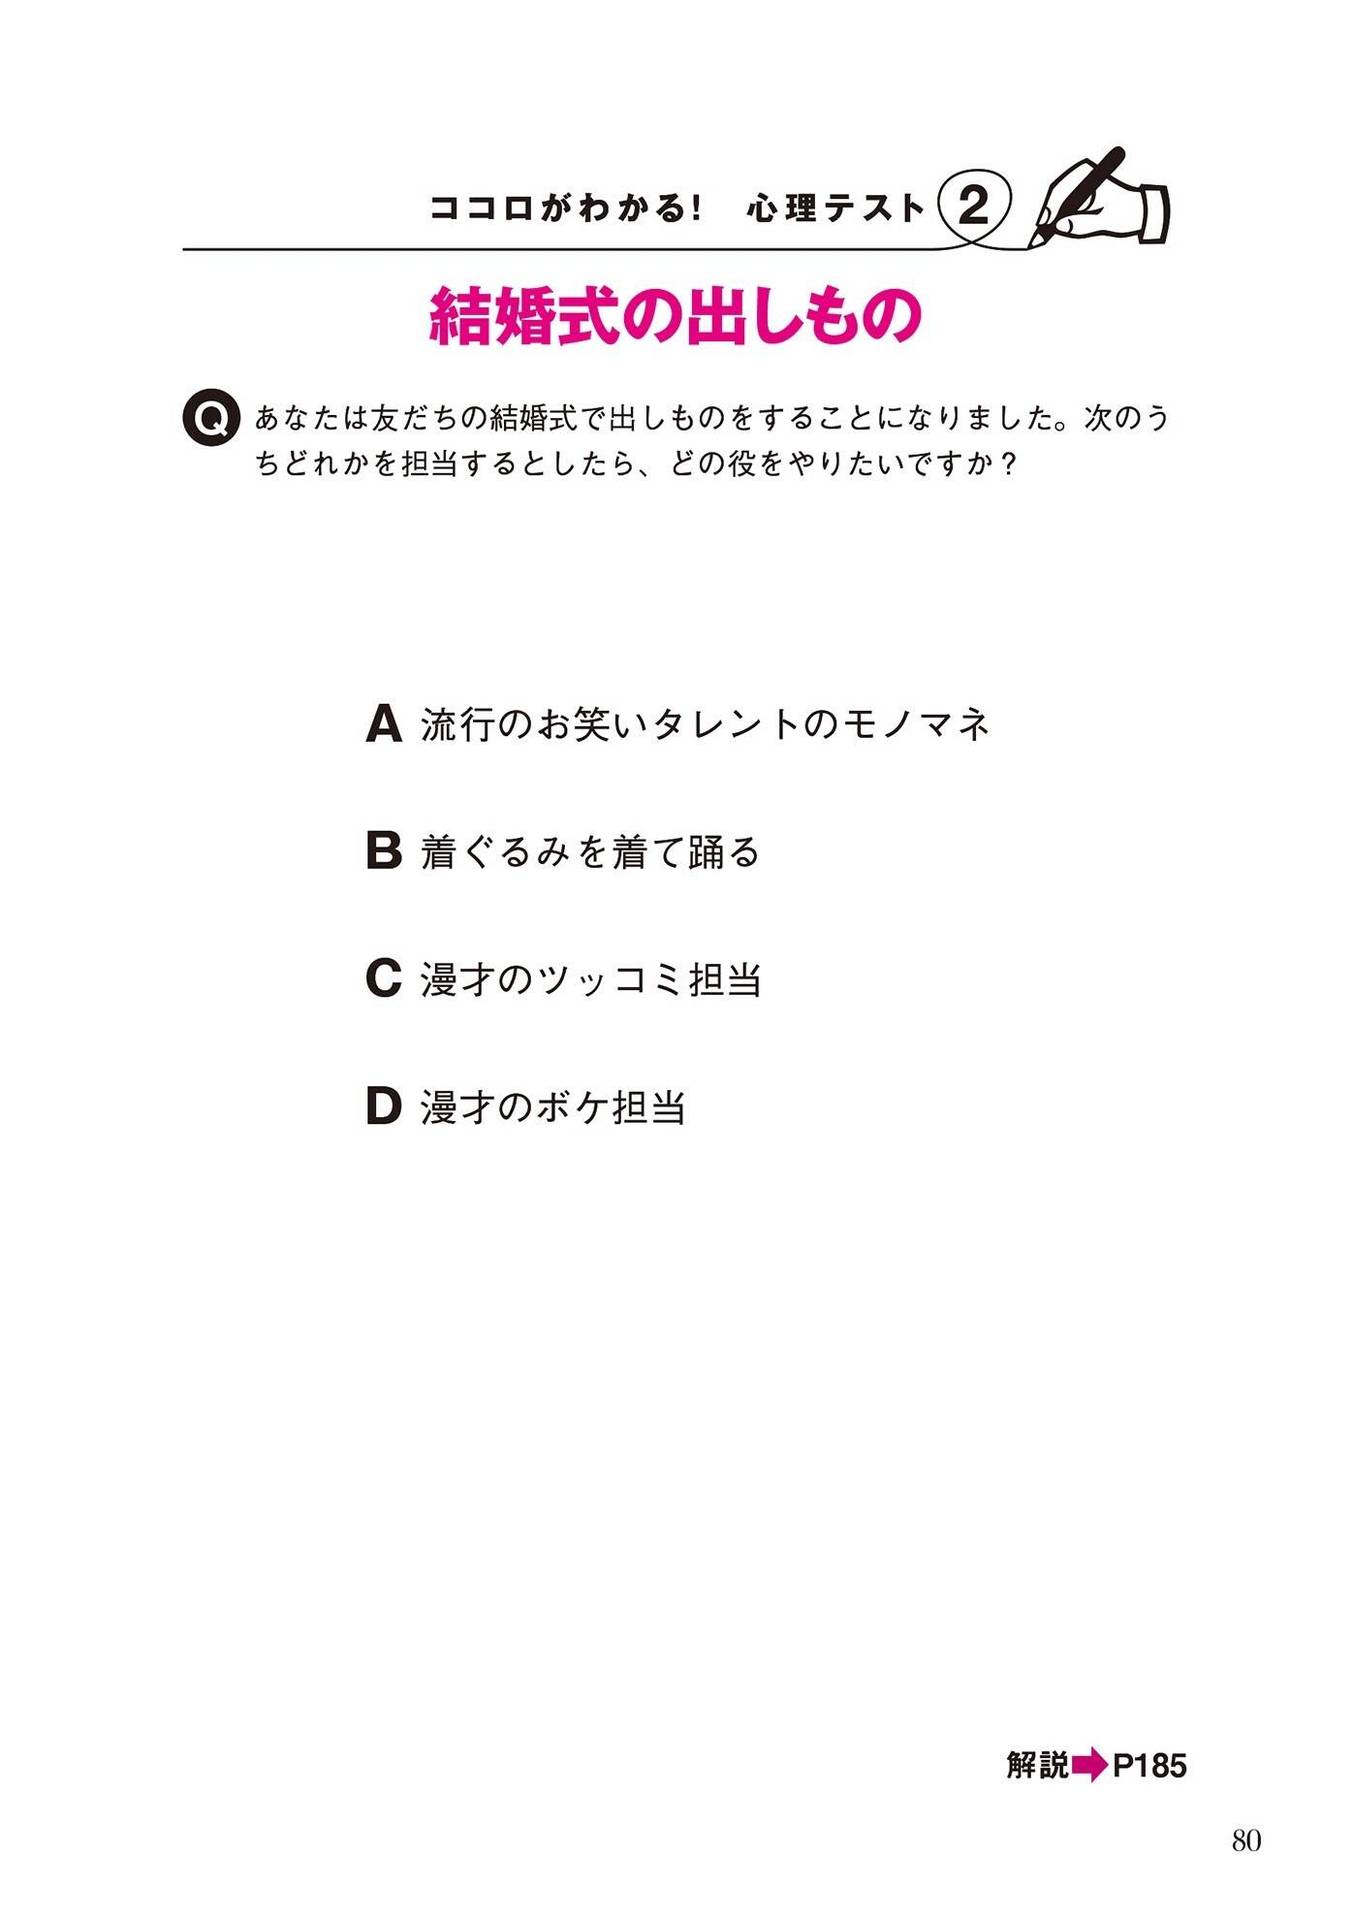 ココロがわかる！ 心理テスト 2
結婚式の出しもの
Q あなたは友だちの結婚式で出しものをすることになりました。次のう
ちどれかを担当するとしたら、どの役をやりたいですか？
A 流行のお笑いタレントのモノマネ
B 着ぐるみを着て踊る
C 漫才のツッコミ担当
D 漫才のボケ担当
解説➡P185
80